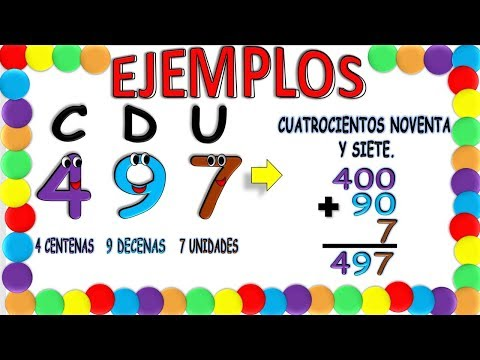 EJEMPLOS
C D U
4 9 7
4 CENTENAS 9 DECENAS 7 UNIDADES
CUATROCIENTOS NOVENTA
Y SIETE.
400
+ 90
7
497